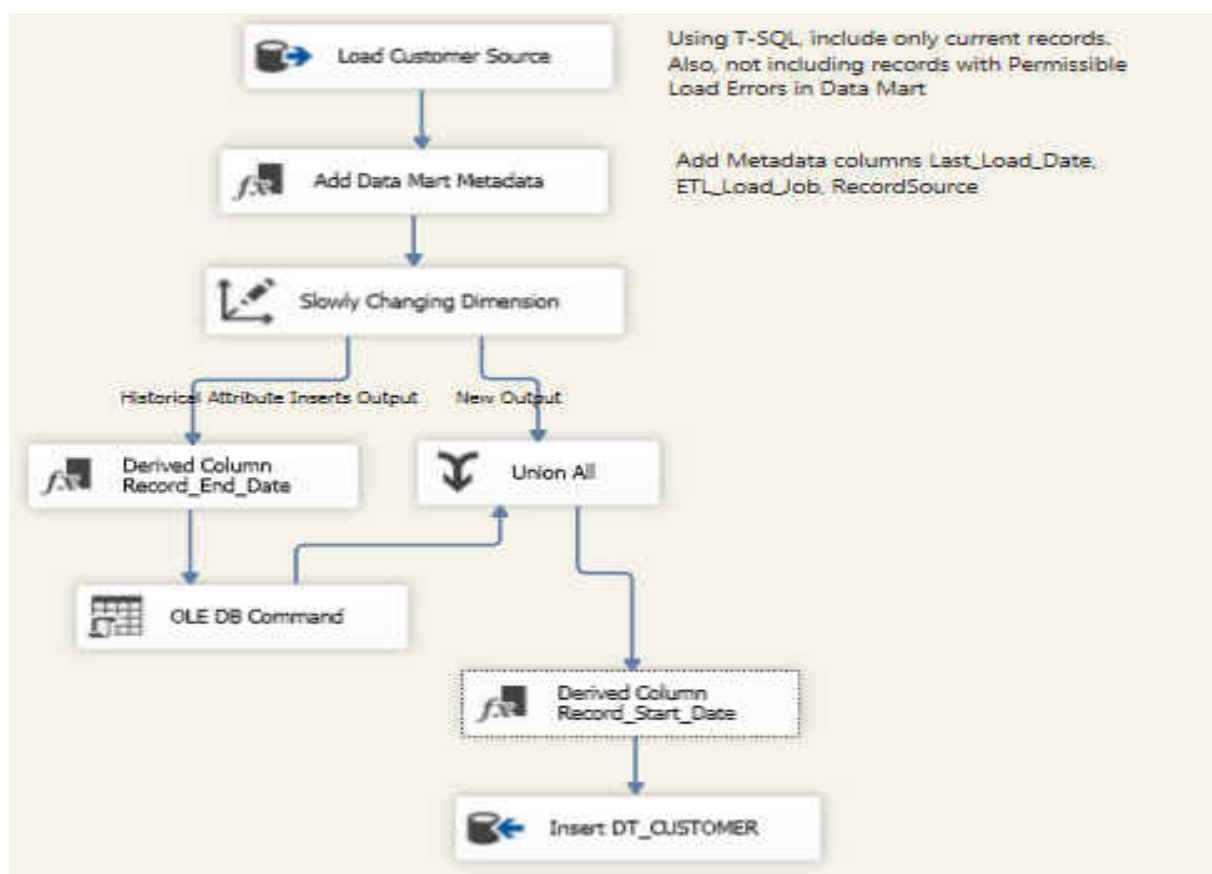 Load Customer Source
Using T-SQL, include only current records.
Also, not including records with Permissible
Load Errors in Data Mart
Add Data Mart Metadata
Add Metadata columns Last_Load_Date,
ETL_Load_Job, RecordSource
Slowly Changing Dimension
Historical Attribute Inserts Output
New Output
Derived Column
Record_End_Date
Union All
OLE DB Command
Derived Column
Record_Start_Date
Insert DT_CUSTOMER